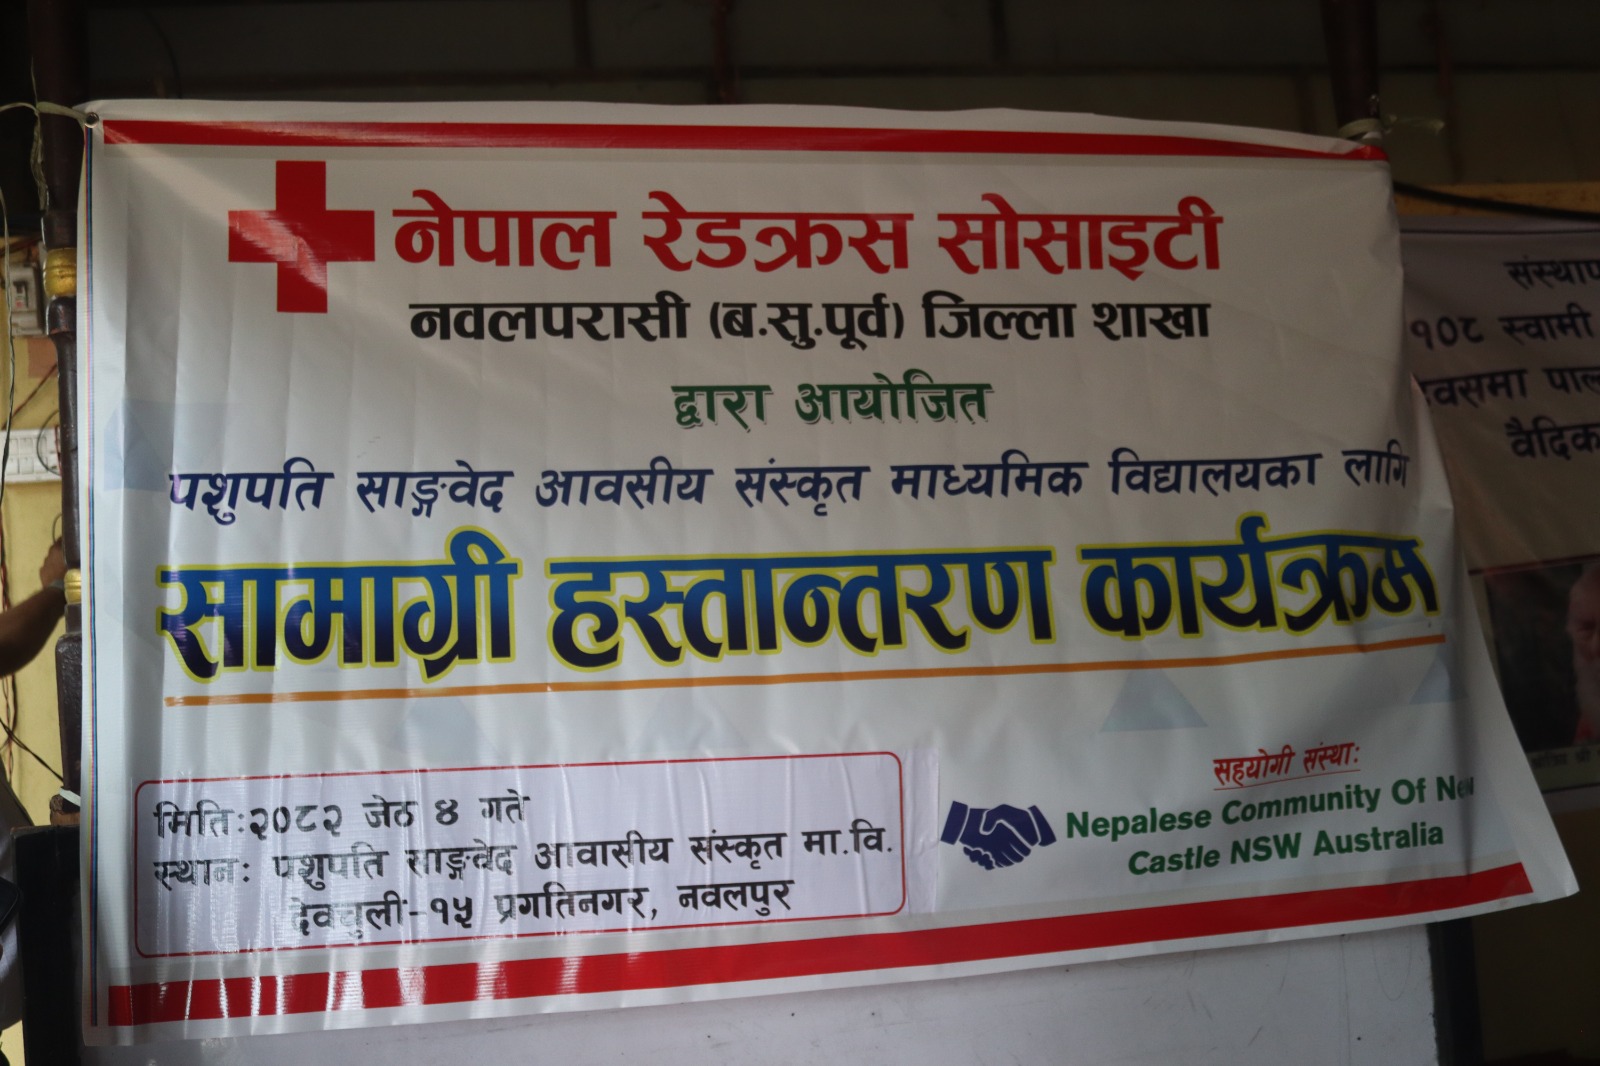 नेपाल रेडक्रस सोसाइटी
नवलपरासी (ब.सु.पूर्व) जिल्ला शाखा
द्वारा आयोजित
पशुपति साङ्गवेद आवसीय संस्कृत माध्यमिक विद्यालयका लागि
सामाग्री हस्तान्तरण कार्यक्रम
मितिः२०८२ जेठ ४ गते
स्थानः पशुपति साङ्गवेद आवासीय संस्कृत मा.वि.
देवचुली-१५ प्रगतिनगर, नवलपुर
सहयोगी संस्थाः
Nepalese Community Of New
Castle NSW Australia
१०८ स्वामी
वैदिक